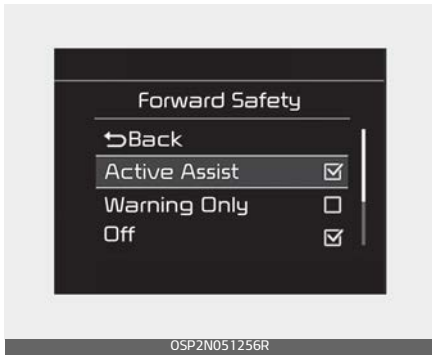 Forward Safety
Back
Active Assist
Warning Only
Off
OSP2N051256R